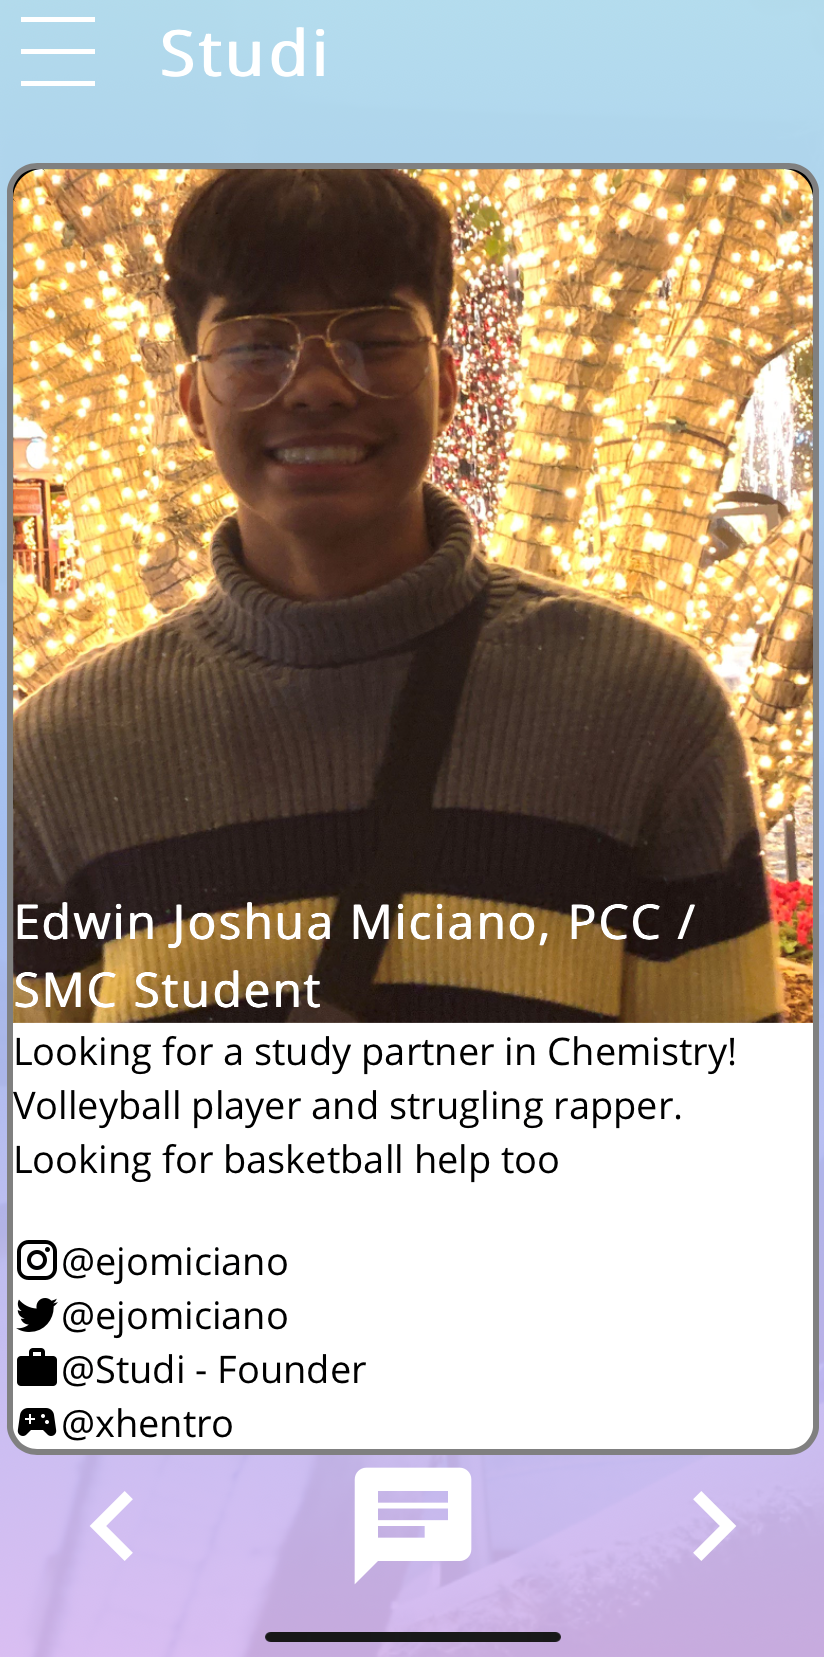 Studi
Edwin Joshua Miciano, PCC /
SMC Student
Looking for a study partner in Chemistry!
Volleyball player and strugling rapper.
Looking for basketball help too
@ejomiciano
@ejomiciano
@Studi - Founder
@xhentro